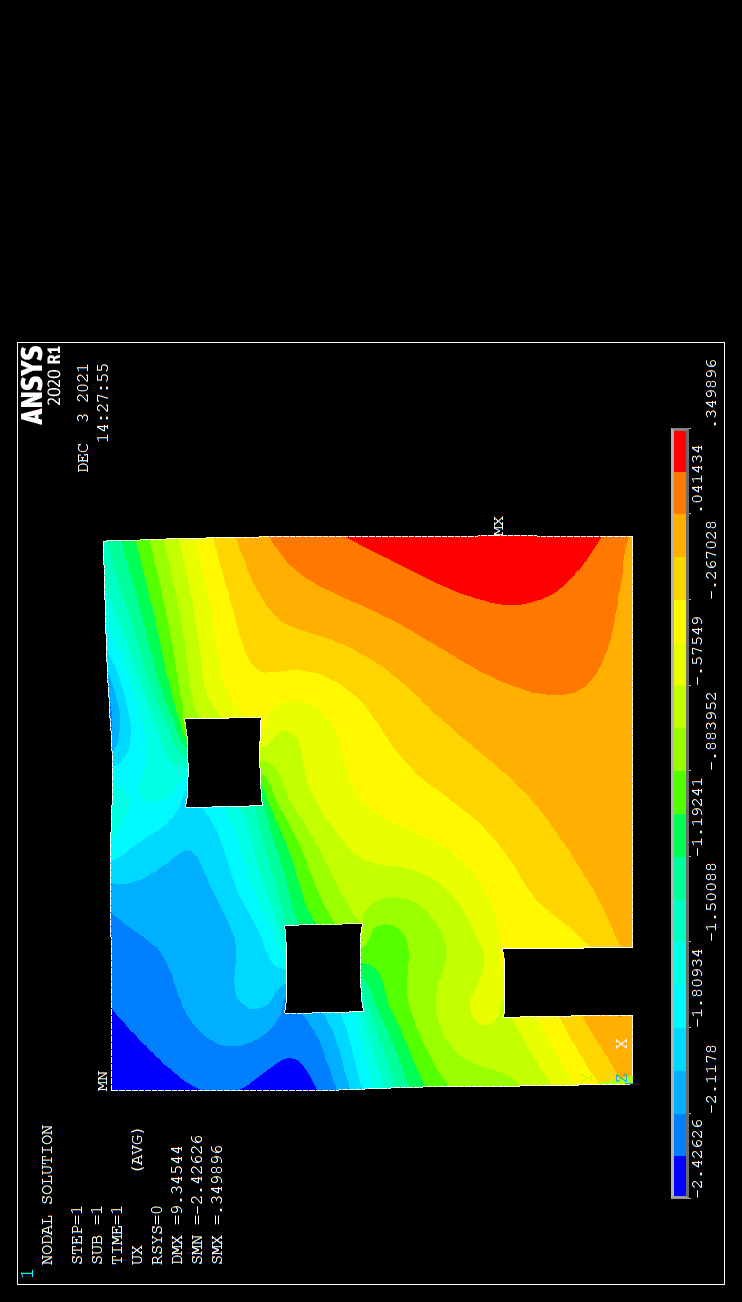 1
NODAL SOLUTION
STEP=1
SUB =1
TIME=1
UX (AVG)
RSYS=0
DMX =9.34544
SMN =-2.42626
SMX =.349896
ANSYS
2020 R1
DEC 3 2021
14:27:55
MN
MX
Y
Z X
-2.42626
-2.1178
-1.80934
-1.50088
-1.19241
-.883952
-.57549
-.267028
.041434
.349896